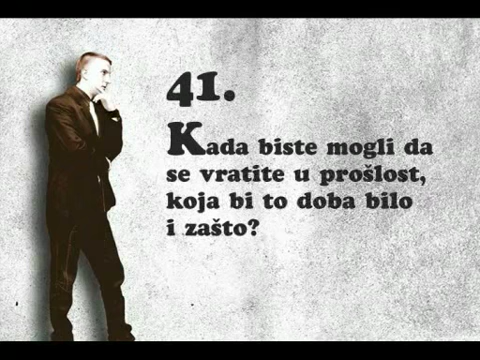 41.
Kada biste mogli da
se vratite u prošlost,
koja bi to doba bilo
i zašto?